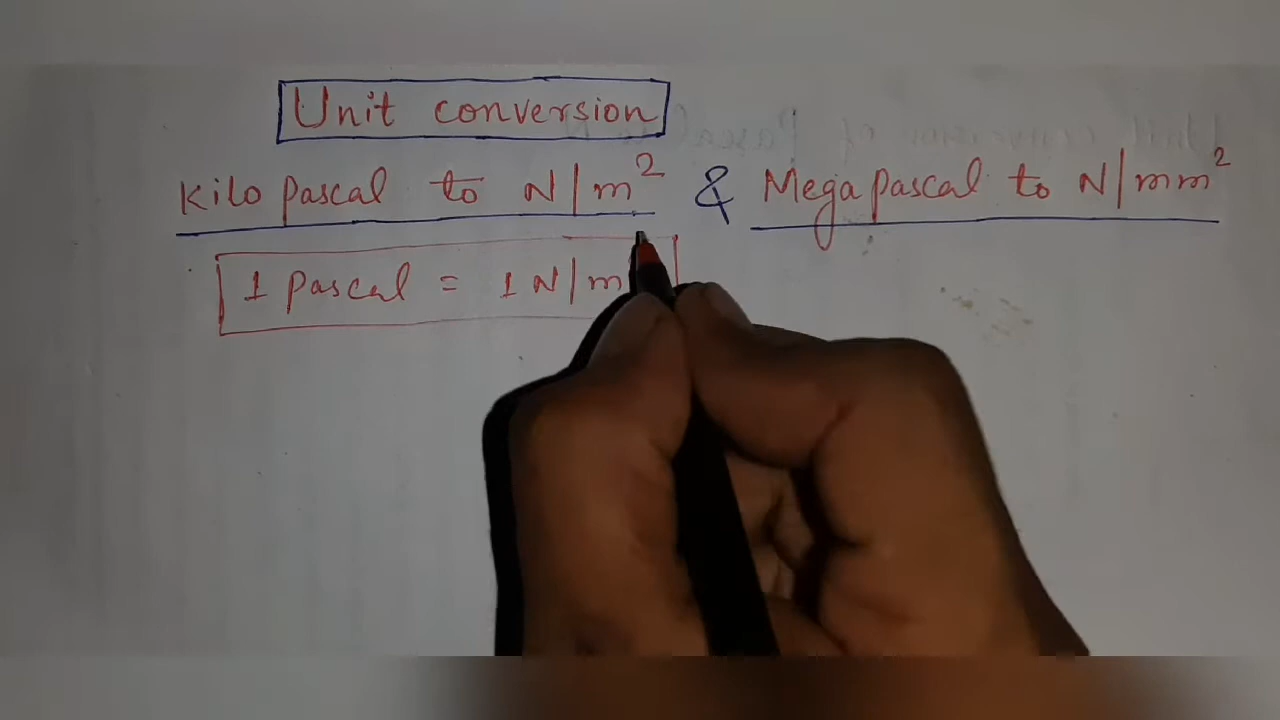 Unit conversion
Kilo pascal to N/m² & Mega pascal to N/mm²
1 Pascal = 1 N/m